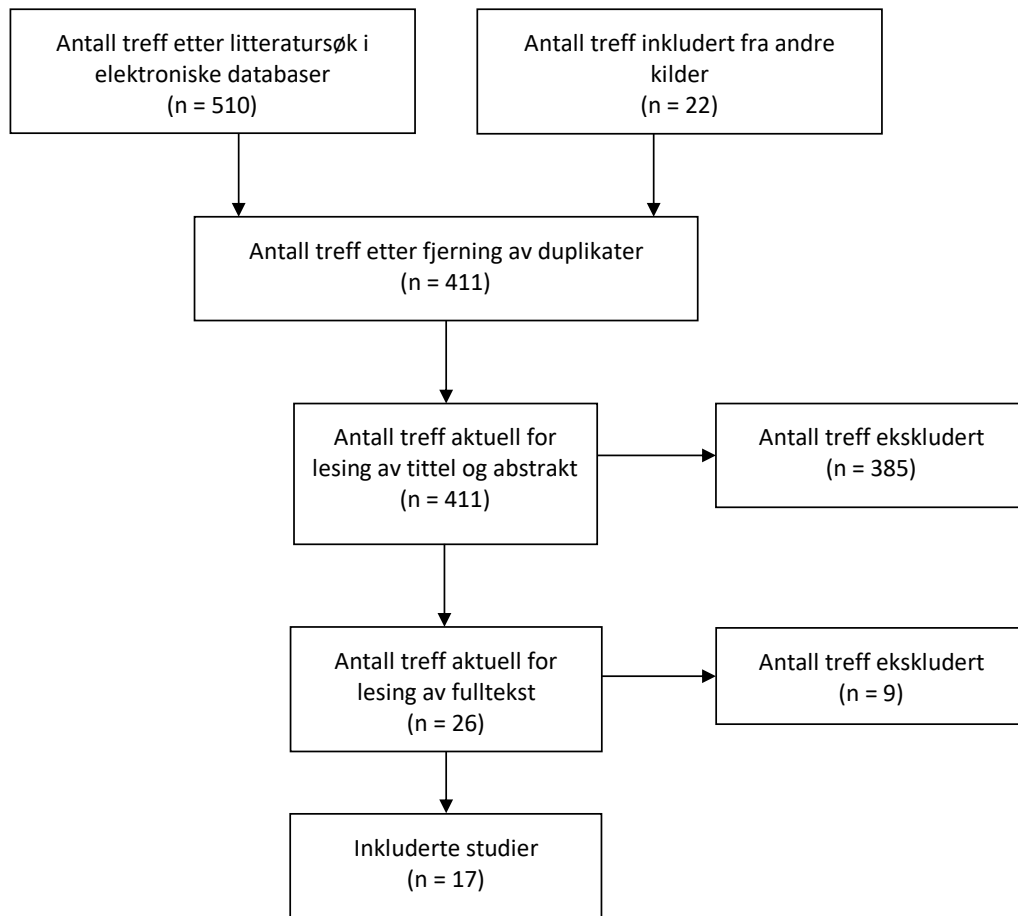 Antall treff etter litteratursøk i
elektroniske databaser
(n = 510)
Antall treff inkludert fra andre
kilder
(n = 22)
Antall treff etter fjerning av duplikater
(n = 411)
Antall treff aktuell for
lesing av tittel og abstrakt
(n = 411)
Antall treff ekskludert
(n = 385)
Antall treff aktuell for
lesing av fulltekst
(n = 26)
Antall treff ekskludert
(n = 9)
Inkluderte studier
(n = 17)